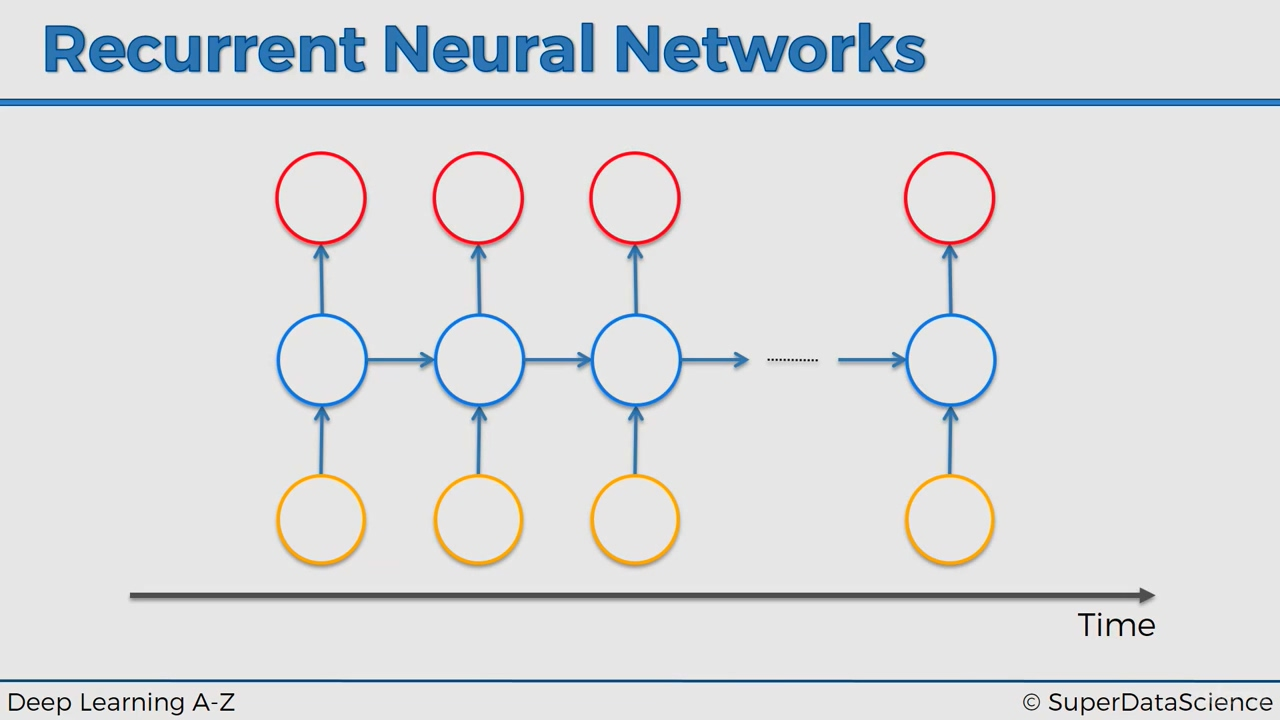 Recurrent Neural Networks
Time
Deep Learning A-Z
© SuperDataScience